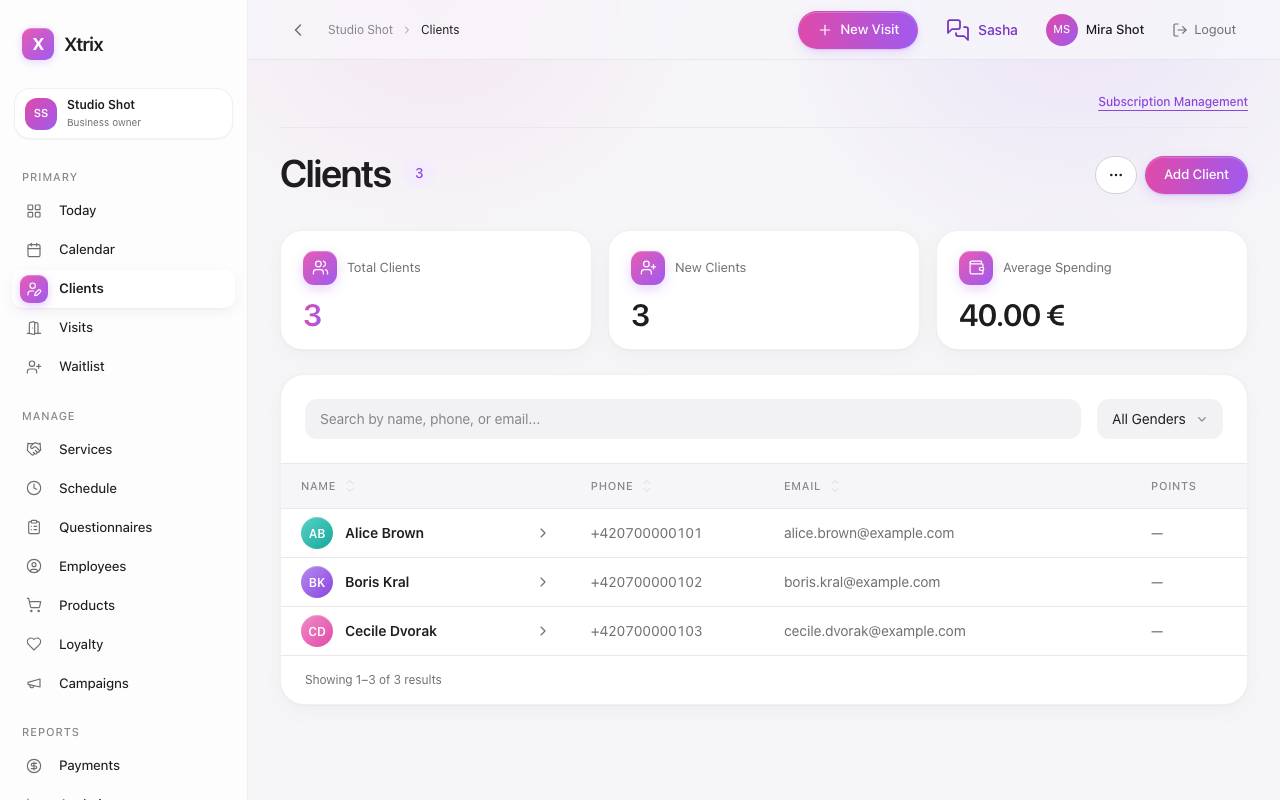 X Xtrix
SS Studio Shot
Business owner
PRIMARY
Today
Calendar
Clients
Visits
Waitlist
MANAGE
Services
Schedule
Questionnaires
Employees
Products
Loyalty
Campaigns
REPORTS
Payments
Studio Shot > Clients
+ New Visit
Sasha
MS Mira Shot
Logout
Subscription Management
Clients 3
... Add Client
Total Clients
3
New Clients
3
Average Spending
40.00 €
Search by name, phone, or email...
All Genders
NAME PHONE EMAIL POINTS
AB Alice Brown +420700000101 alice.brown@example.com —
BK Boris Kral +420700000102 boris.kral@example.com —
CD Cecile Dvorak +420700000103 cecile.dvorak@example.com —
Showing 1–3 of 3 results